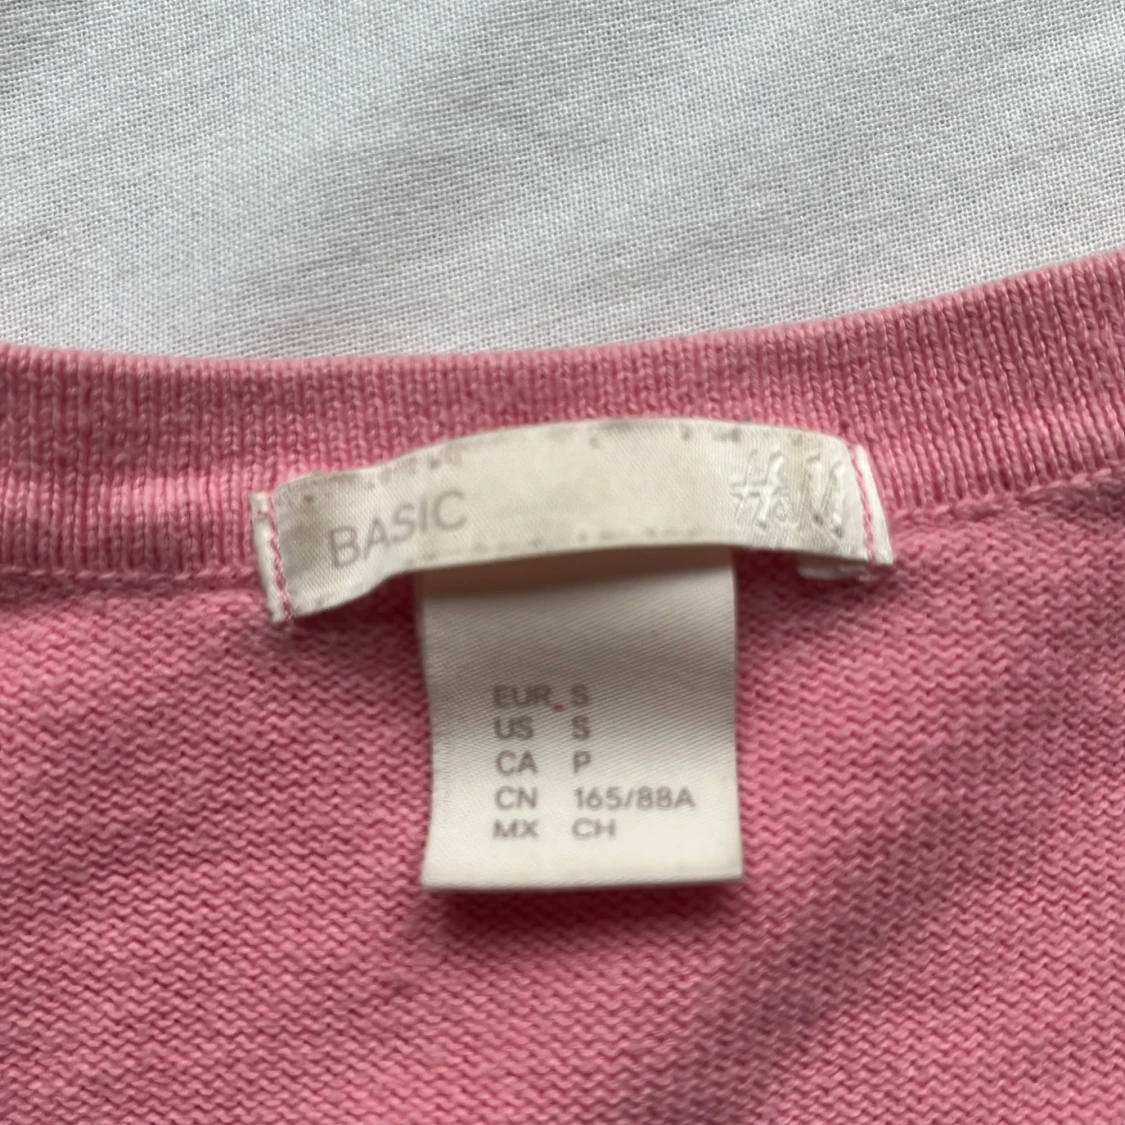 BASIC H&M
EUR S
US S
CA P
CN 165/88A
MX CH